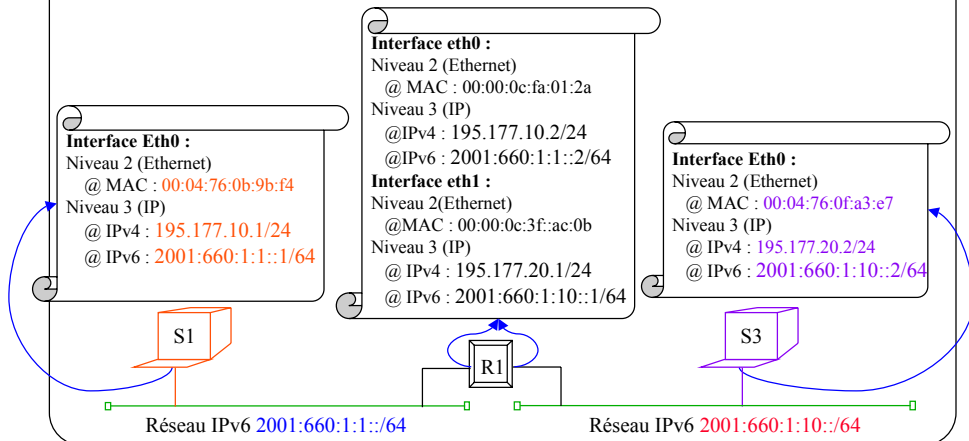 Interface Eth0 :
Niveau 2 (Ethernet)
@ MAC : 00:04:76:0b:9b:f4
Niveau 3 (IP)
@ IPv4 : 195.177.10.1/24
@ IPv6 : 2001:660:1:1::1/64
Interface eth0 :
Niveau 2 (Ethernet)
@ MAC : 00:00:0c:fa:01:2a
Niveau 3 (IP)
@IPv4 : 195.177.10.2/24
@IPv6 : 2001:660:1:1::2/64
Interface eth1 :
Niveau 2(Ethernet)
@MAC : 00:00:0c:3f::ac:0b
Niveau 3 (IP)
@ IPv4 : 195.177.20.1/24
@ IPv6 : 2001:660:1:10::1/64
Interface Eth0 :
Niveau 2 (Ethernet)
@ MAC : 00:04:76:0f:a3:e7
Niveau 3 (IP)
@ IPv4 : 195.177.20.2/24
@ IPv6 : 2001:660:1:10::2/64
S1
R1
S3
Réseau IPv6 2001:660:1:1::/64
Réseau IPv6 2001:660:1:10::/64